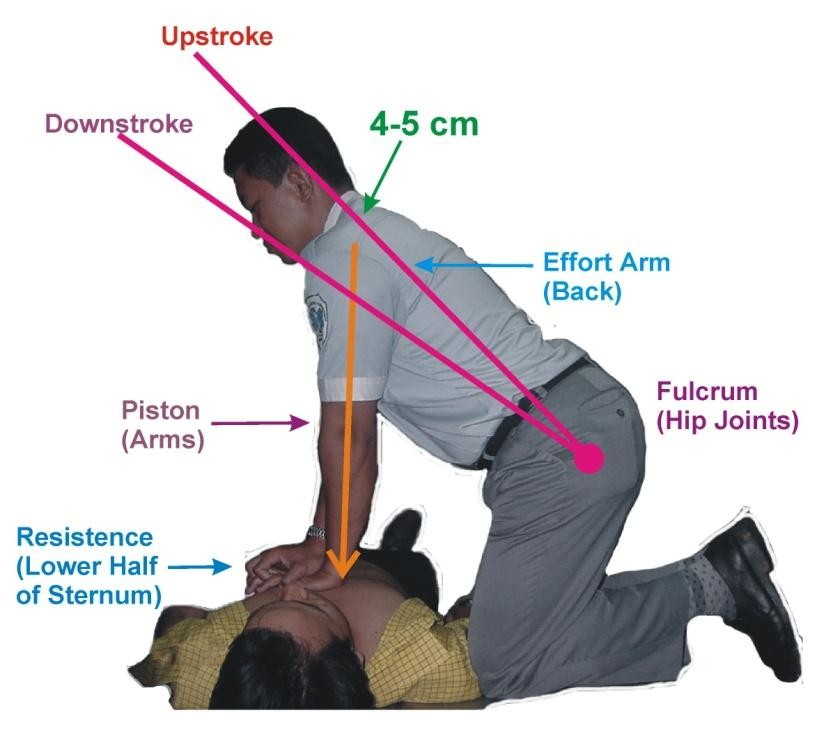 Upstroke
Downstroke
4-5 cm
Effort Arm
(Back)
Fulcrum
(Hip Joints)
Piston
(Arms)
Resistence
(Lower Half
of Sternum)